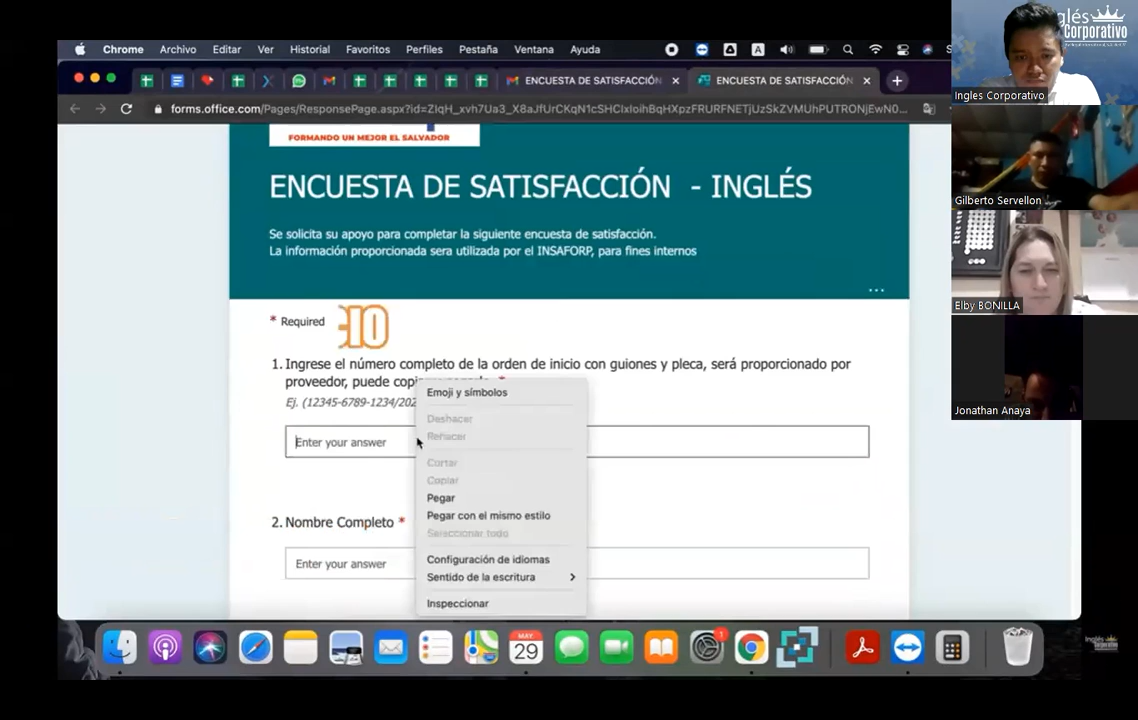 Chrome Archivo Editar Ver Historial Favoritos Perfiles Pestaña Ventana Ayuda
ENCUESTA DE SATISFACCIÓN
ENCUESTA DE SATISFACCIÓN
forms.office.com/Pages/ResponsePage.aspx?id=
FORMANDO UN MEJOR EL SALVADOR
ENCUESTA DE SATISFACCIÓN - INGLÉS
Se solicita su apoyo para completar la siguiente encuesta de satisfacción.
La información proporcionada sera utilizada por el INSAFORP, para fines internos
* Required
1. Ingrese el número completo de la orden de inicio con guiones y pleca, será proporcionado por
proveedor, puede
Ej. (12345-6789-1234/202
Enter your answer
2. Nombre Completo *
Enter your answer
Emoji y símbolos
Deshacer
Rehacer
Cortar
Copiar
Pegar
Pegar con el mismo estilo
Seleccionar todo
Configuración de idiomas
Sentido de la escritura
Inspeccionar
MAY.
29
1
glés
Corporativo
Ingles Corporativo
Gilberto Servellon
Elby BONILLA
Jonathan Anaya
Inglés
Corporativo